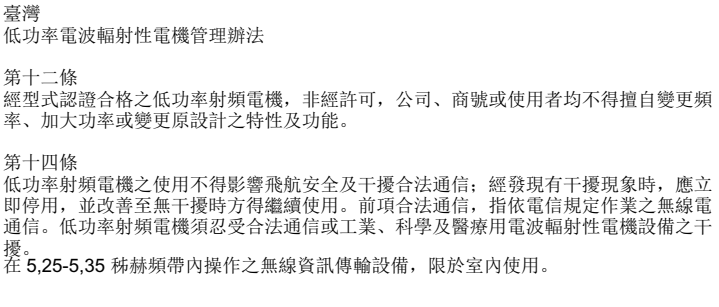 臺灣
低功率電波輻射性電機管理辦法
第十二條
經型式認證合格之低功率射頻電機，非經許可，公司、商號或使用者均不得擅自變更頻
率、加大功率或變更原設計之特性及功能。
第十四條
低功率射頻電機之使用不得影響飛航安全及干擾合法通信；經發現有干擾現象時，應立
即停用，並改善至無干擾時方得繼續使用。前項合法通信，指依電信規定作業之無線電
通信。低功率射頻電機須忍受合法通信或工業、科學及醫療用電波輻射性電機設備之干
擾。
在 5,25-5,35 秭赫頻帶內操作之無線資訊傳輸設備，限於室內使用。